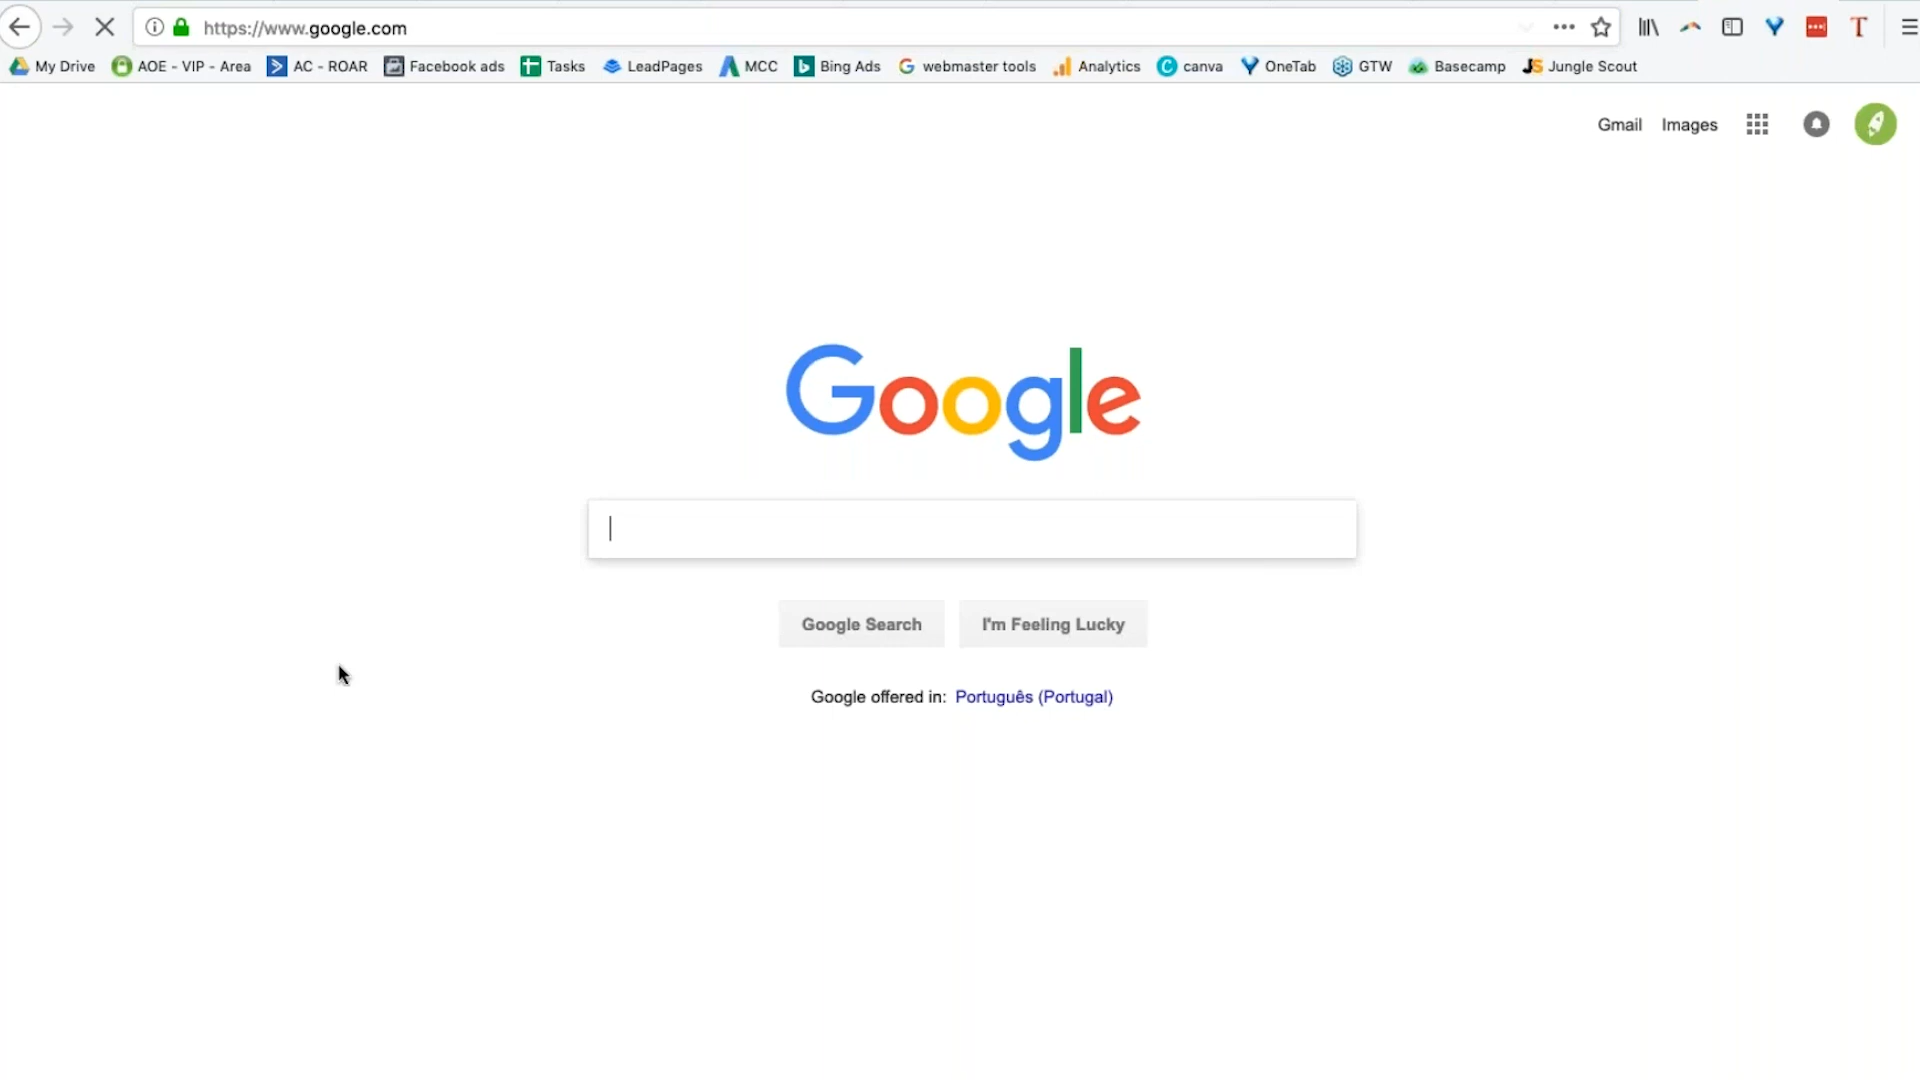 https://www.google.com
My Drive AOE - VIP - Area AC - ROAR Facebook ads Tasks LeadPages MCC Bing Ads webmaster tools Analytics canva OneTab GTW Basecamp Jungle Scout
Gmail Images
Google
Google Search I'm Feeling Lucky
Google offered in: Português (Portugal)